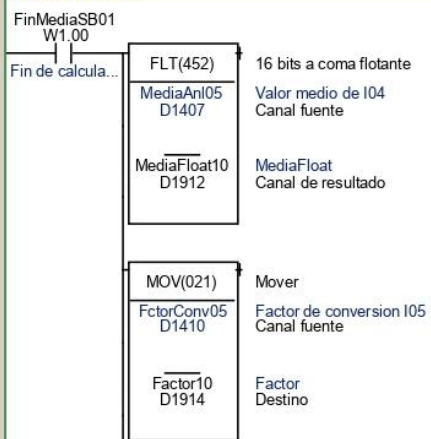 FinMediaSB01
W1.00
Fin de calcula...
FLT(452)
16 bits a coma flotante
MediaAnI05
Valor medio de I04
D1407
Canal fuente
MediaFloat10
MediaFloat
D1912
Canal de resultado
MOV(021)
Mover
FctorConv05
Factor de conversion I05
D1410
Canal fuente
Factor10
Factor
D1914
Destino